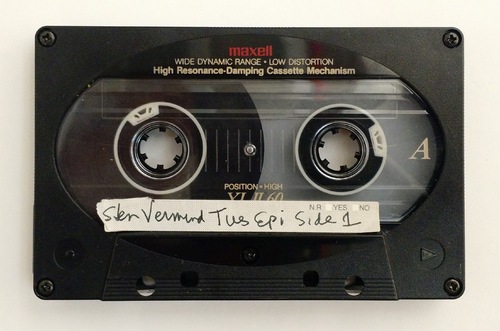 maxell
WIDE DYNAMIC RANGE • LOW DISTORTION
High Resonance-Damping Cassette Mechanism
A
POSITION • HIGH
XLII 60
N.R YES NO
Sten Vermund Tus Epi Side 1